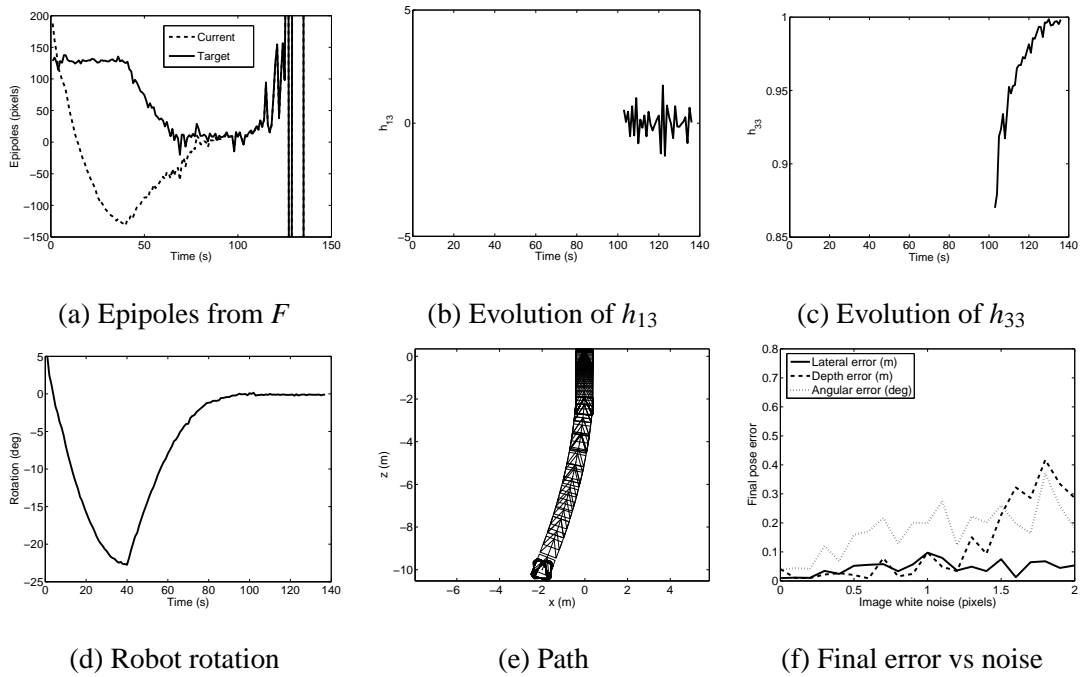 200
150
100
50
0
−50
−100
−150
0 50 100 150
Epipoles (pixels)
Time (s)
Current
Target
(a) Epipoles from F
5
0
−5
0 20 40 60 80 100 120 140
h13
Time (s)
(b) Evolution of h13
1
0.95
0.9
0.85
0 20 40 60 80 100 120 140
h33
Time (s)
(c) Evolution of h33
5
0
−5
−10
−15
−20
−25
0 20 40 60 80 100 120 140
Rotation (deg)
Time (s)
(d) Robot rotation
0
−2
−4
−6
−8
−10
−6 −4 −2 0 2 4
z (m)
x (m)
(e) Path
0.8
0.7
0.6
0.5
0.4
0.3
0.2
0.1
0
0 0.5 1 1.5 2
Final pose error
Image white noise (pixels)
Lateral error (m)
Depth error (m)
Angular error (deg)
(f) Final error vs noise